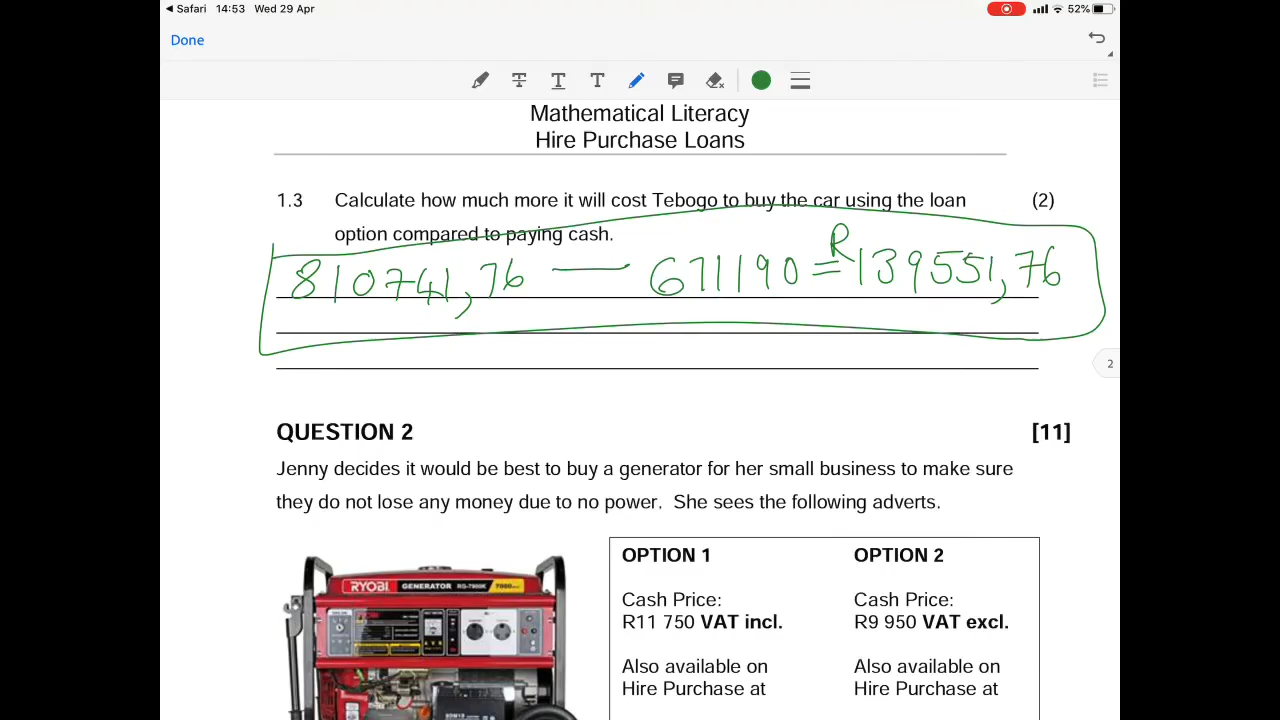 Safari 14:53 Wed 29 Apr 52%
Done
Mathematical Literacy
Hire Purchase Loans
1.3 Calculate how much more it will cost Tebogo to buy the car using the loan (2)
option compared to paying cash.
810741,76 — 671190 = R139551,76
2
QUESTION 2 [11]
Jenny decides it would be best to buy a generator for her small business to make sure
they do not lose any money due to no power. She sees the following adverts.
RYOBI GENERATOR RG-7900K
OPTION 1
Cash Price:
R11 750 VAT incl.
Also available on
Hire Purchase at
OPTION 2
Cash Price:
R9 950 VAT excl.
Also available on
Hire Purchase at